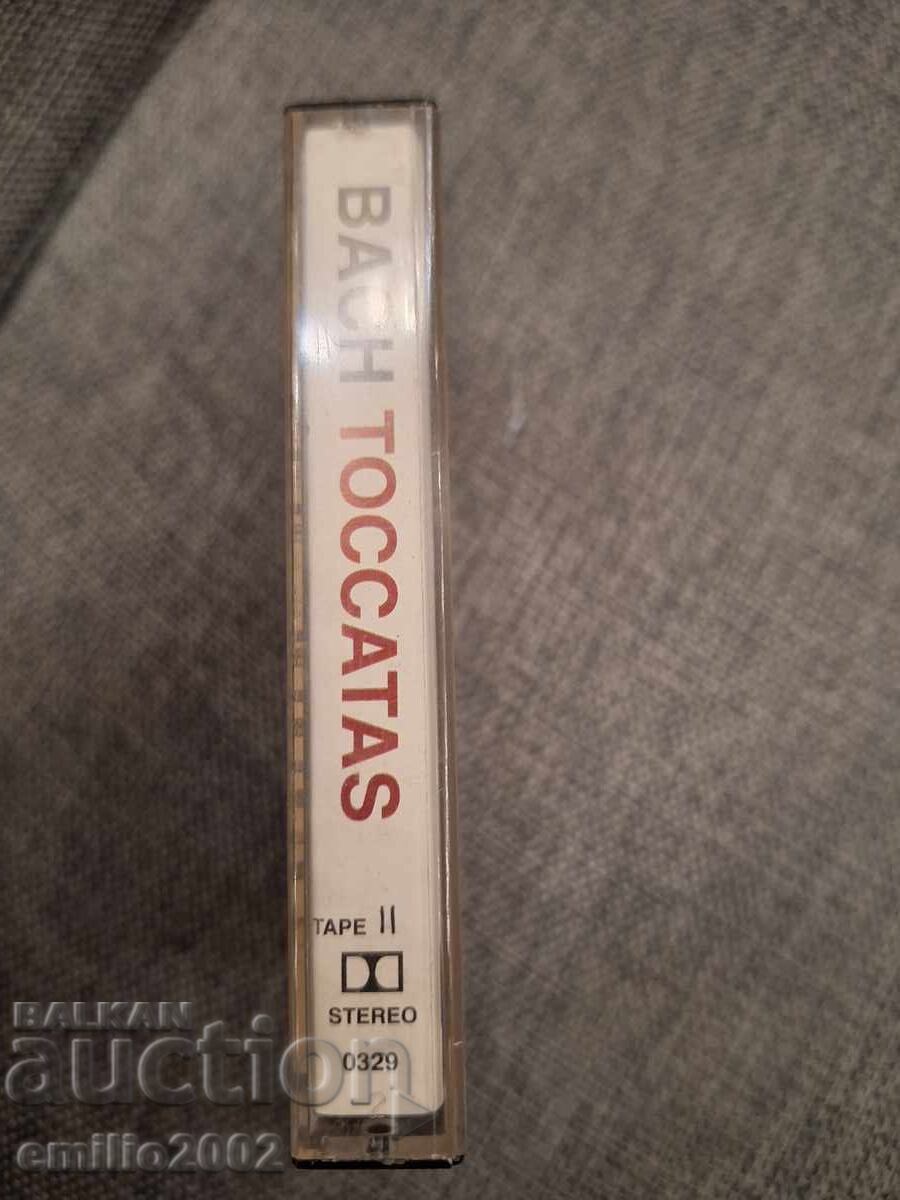 BACH TOCCATAS
TAPE II
STEREO
0329
BALKAN
auction
emilio2002